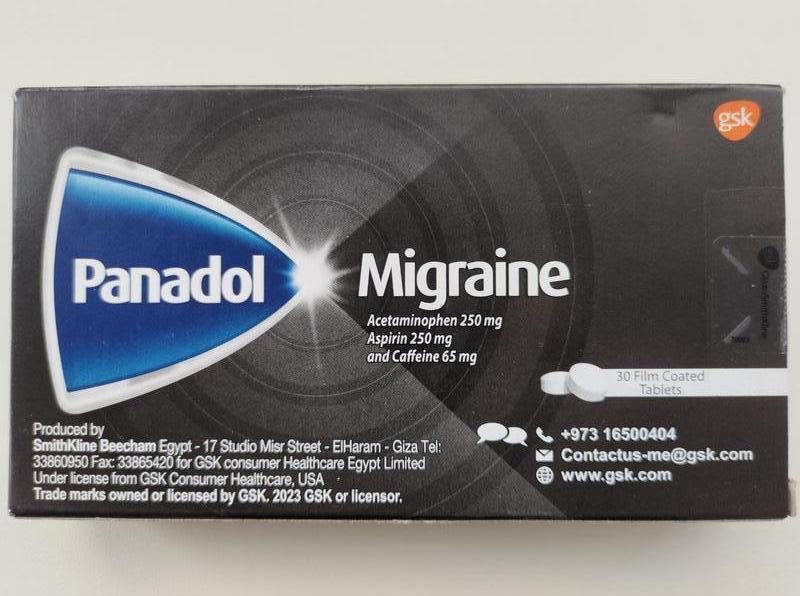 gsk
Panadol
Migraine
Acetaminophen 250 mg
Aspirin 250 mg
and Caffeine 65 mg
30 Film Coated
Tablets
Produced by
SmithKline Beecham Egypt - 17 Studio Misr Street - ElHaram - Giza Tel:
33860950 Fax: 33865420 for GSK consumer Healthcare Egypt Limited
Under license from GSK Consumer Healthcare, USA
Trade marks owned or licensed by GSK. 2023 GSK or licensor.
+973 16500404
Contactus-me@gsk.com
www.gsk.com
GlaxoSmithKline